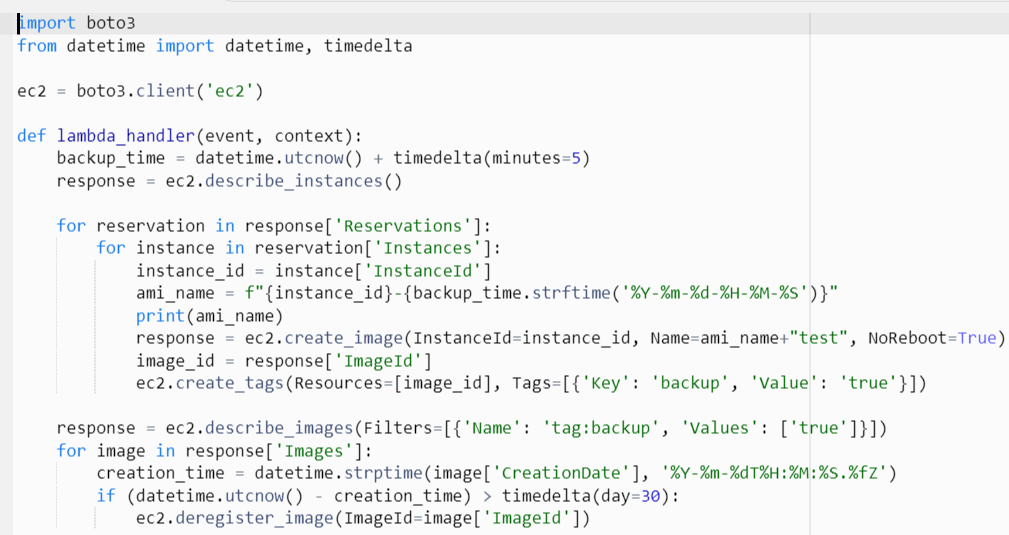 import boto3
from datetime import datetime, timedelta

ec2 = boto3.client('ec2')

def lambda_handler(event, context):
    backup_time = datetime.utcnow() + timedelta(minutes=5)
    response = ec2.describe_instances()

    for reservation in response['Reservations']:
        for instance in reservation['Instances']:
            instance_id = instance['InstanceId']
            ami_name = f"{instance_id}-{backup_time.strftime('%Y-%m-%d-%H-%M-%S')}"
            print(ami_name)
            response = ec2.create_image(InstanceId=instance_id, Name=ami_name+"test", NoReboot=True)
            image_id = response['ImageId']
            ec2.create_tags(Resources=[image_id], Tags=[{'Key': 'backup', 'Value': 'true'}])

    response = ec2.describe_images(Filters=[{'Name': 'tag:backup', 'Values': ['true']}])
    for image in response['Images']:
        creation_time = datetime.strptime(image['CreationDate'], '%Y-%m-%dT%H:%M:%S.%fZ')
        if (datetime.utcnow() - creation_time) > timedelta(day=30):
            ec2.deregister_image(ImageId=image['ImageId'])